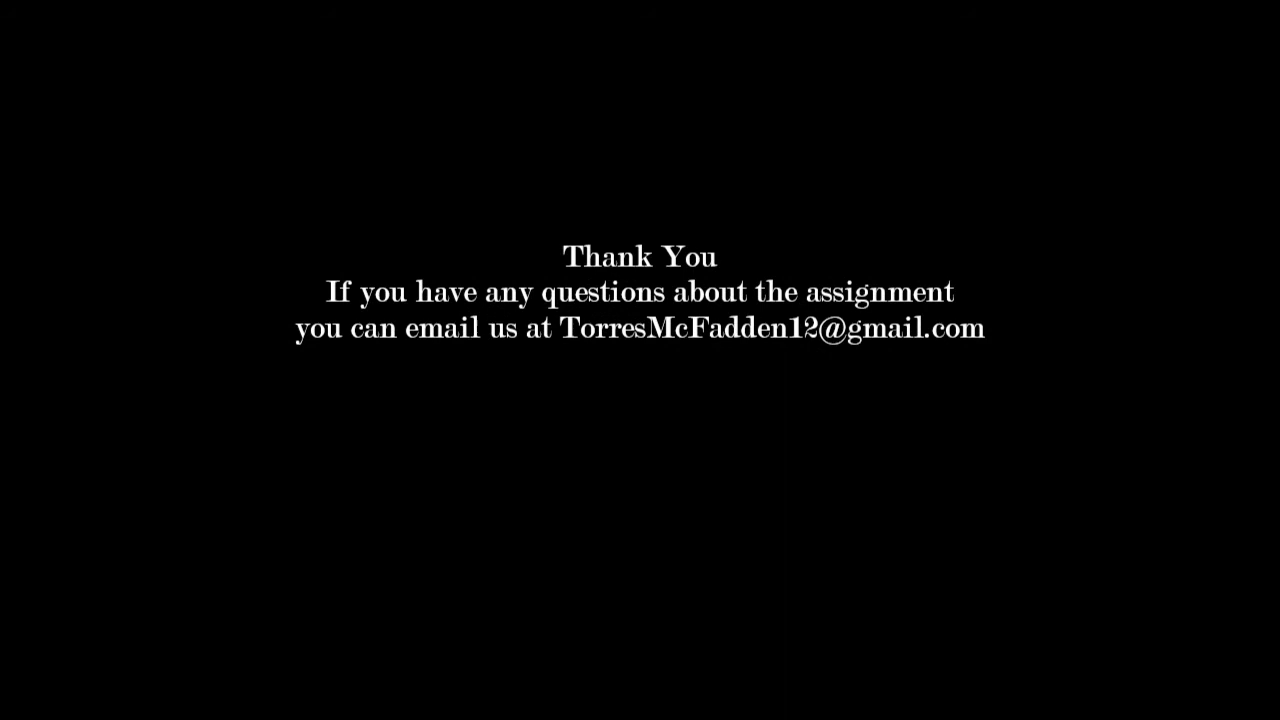 Thank You
If you have any questions about the assignment
you can email us at TorresMcFadden12@gmail.com